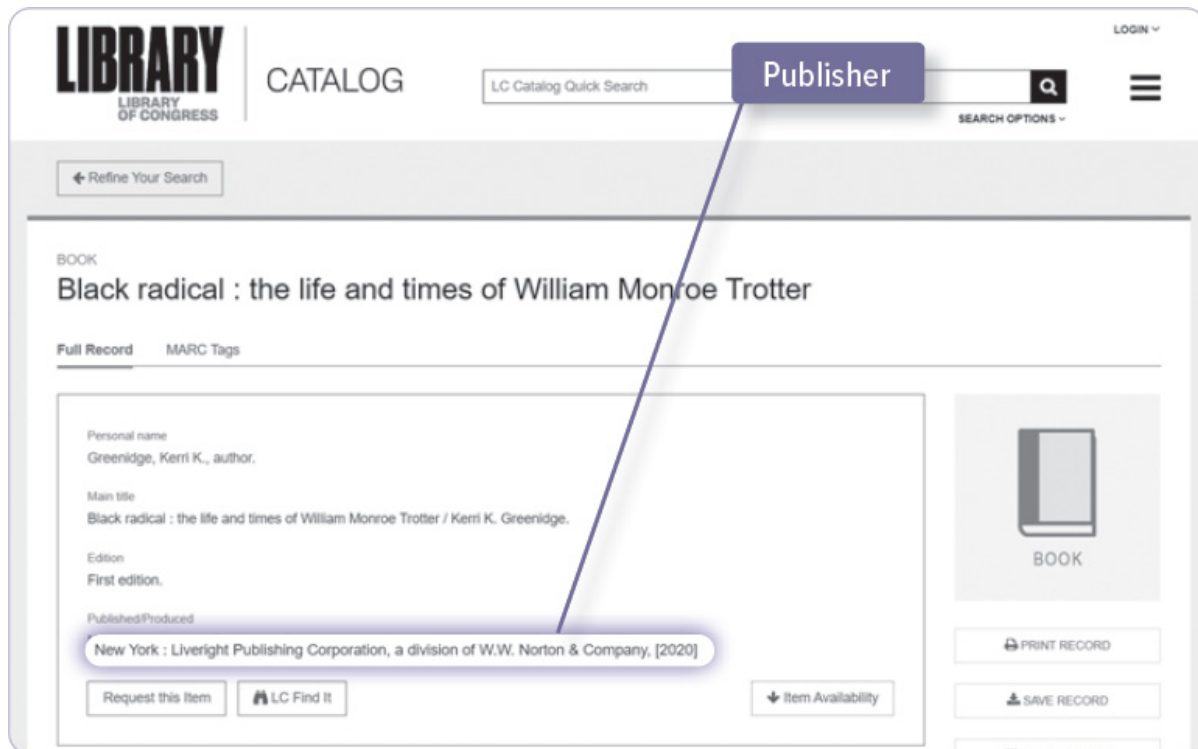 LOGIN
LIBRARY
LIBRARY
OF CONGRESS
CATALOG
LC Catalog Quick Search
Publisher
SEARCH OPTIONS
Refine Your Search
BOOK
Black radical : the life and times of William Monroe Trotter
Full Record MARC Tags
Personal name
Greenidge, Kerri K., author.
Main title
Black radical : the life and times of William Monroe Trotter / Kerri K. Greenidge.
Edition
First edition.
Published/Produced
New York : Liveright Publishing Corporation, a division of W.W. Norton & Company, [2020]
Request this Item LC Find It Item Availability
BOOK
PRINT RECORD
SAVE RECORD